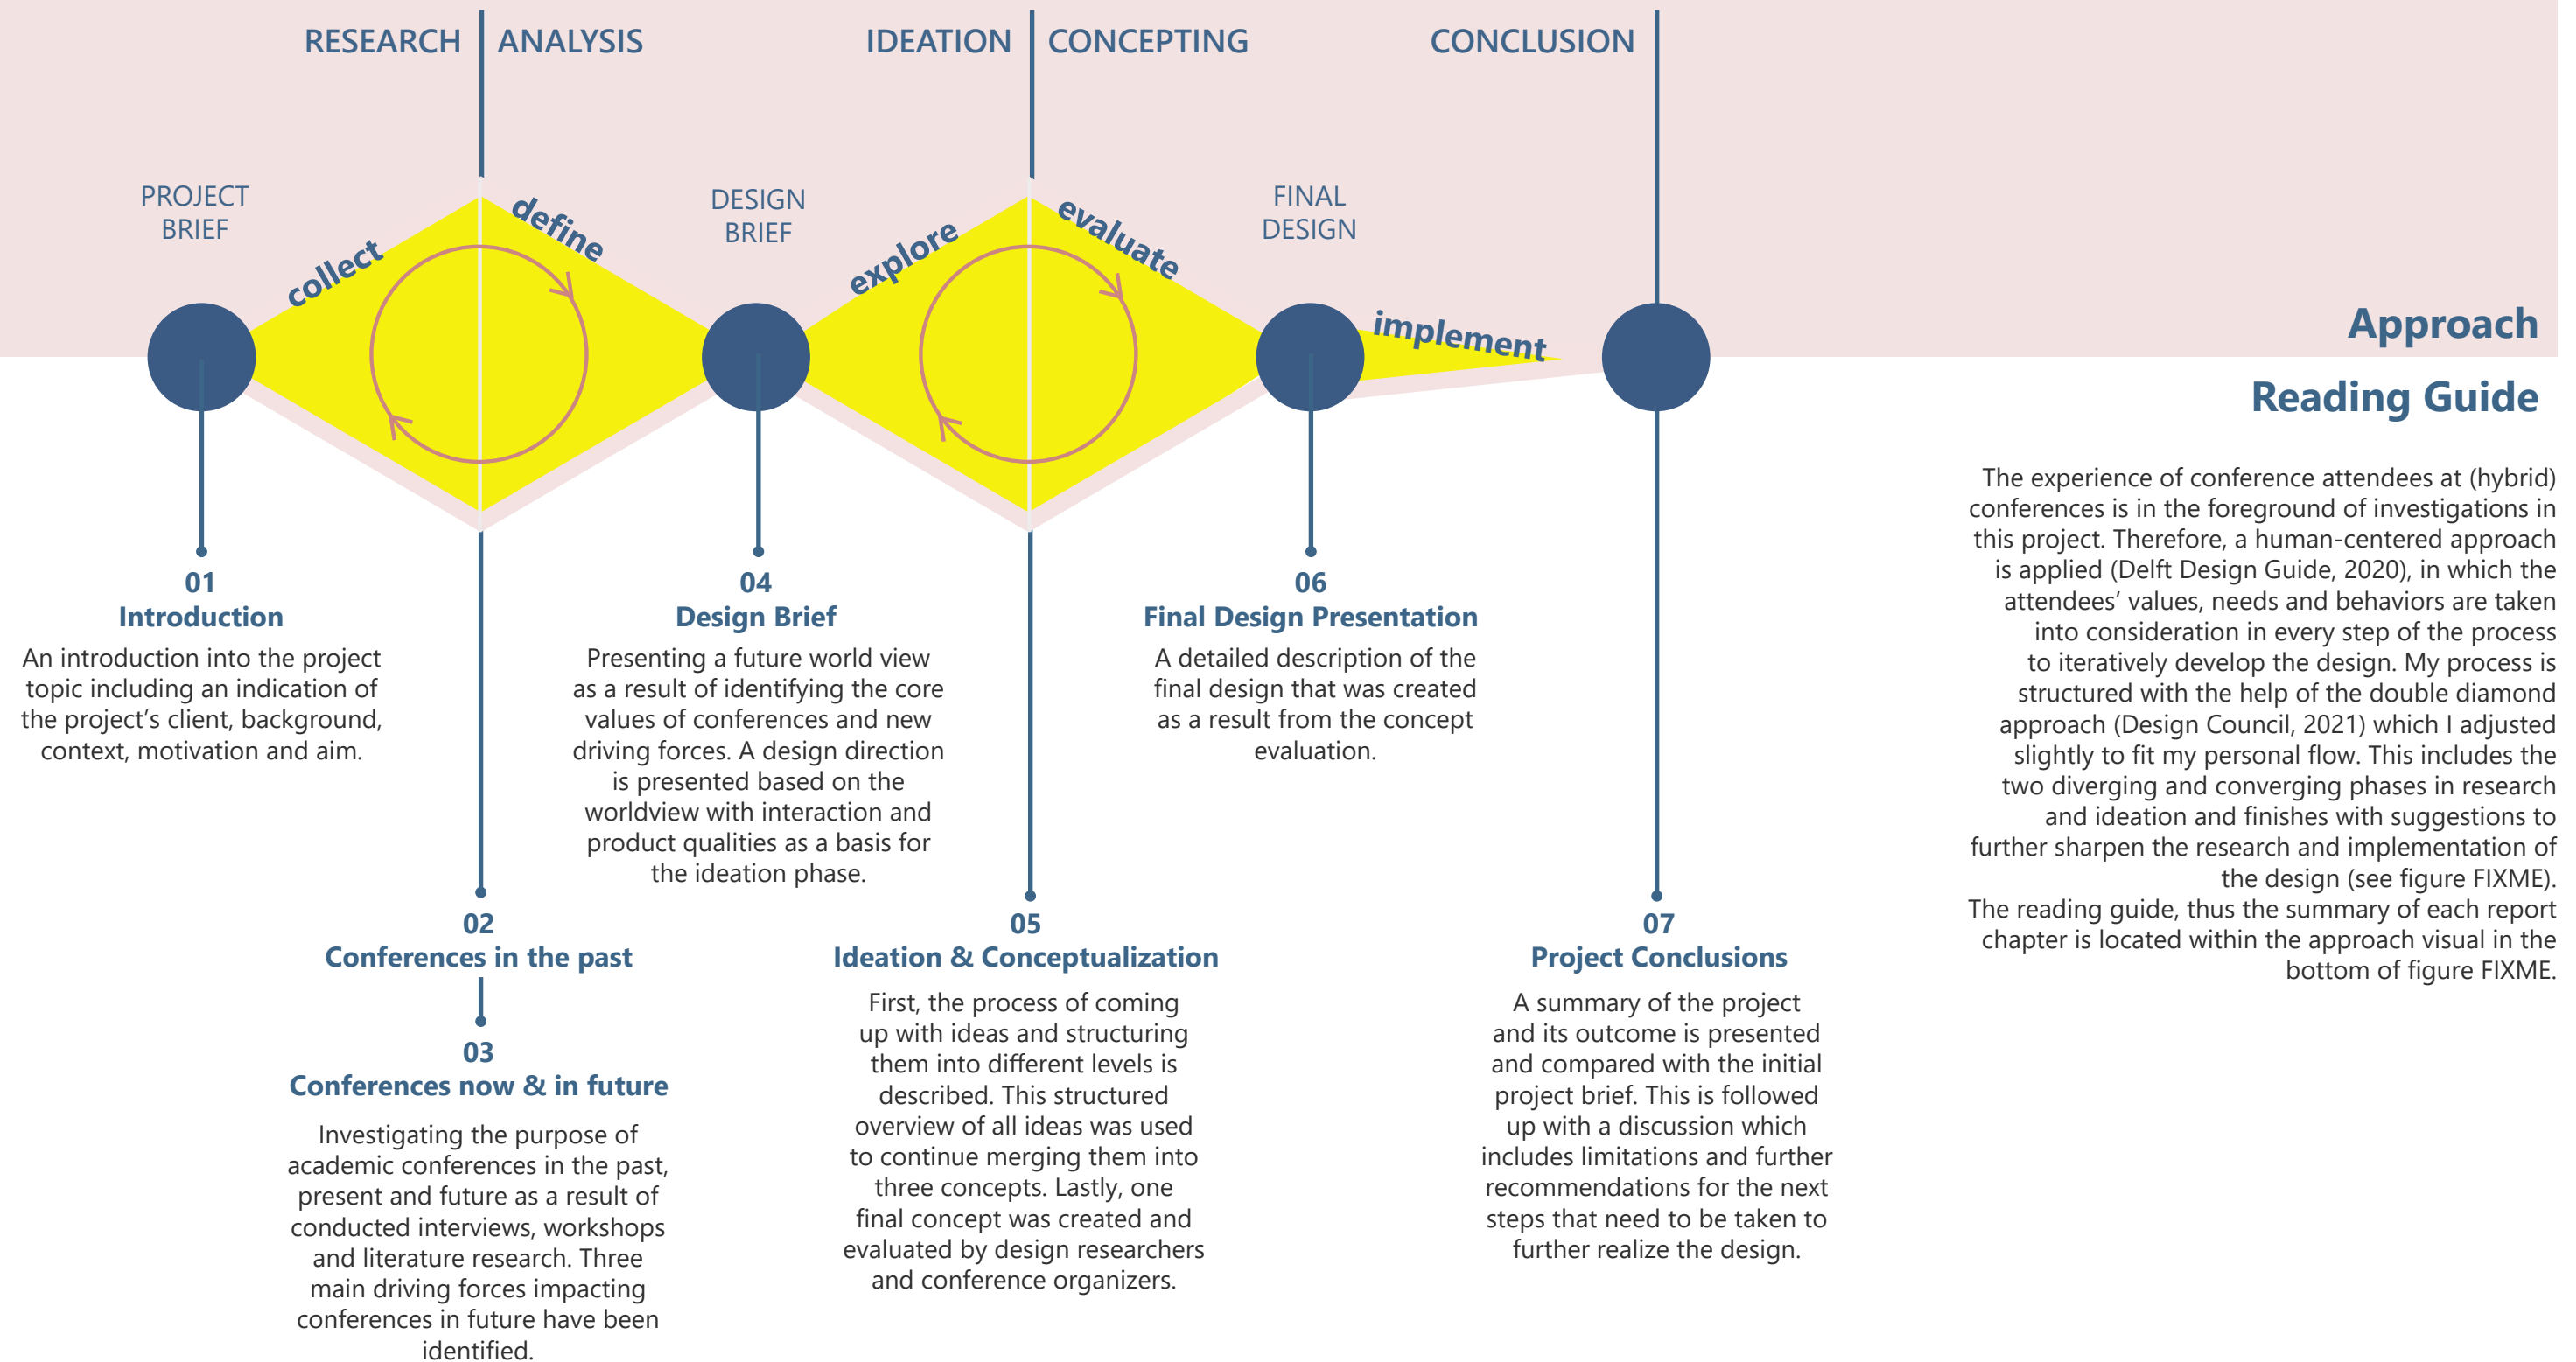 RESEARCH
ANALYSIS
IDEATION
CONCEPTING
CONCLUSION
PROJECT
BRIEF
collect
define
DESIGN
BRIEF
explore
evaluate
FINAL
DESIGN
implement
Approach
Reading Guide
01
Introduction
An introduction into the project
topic including an indication of
the project’s client, background,
context, motivation and aim.
02
Conferences in the past
03
Conferences now & in future
Investigating the purpose of
academic conferences in the past,
present and future as a result of
conducted interviews, workshops
and literature research. Three
main driving forces impacting
conferences in future have been
identified.
04
Design Brief
Presenting a future world view
as a result of identifying the core
values of conferences and new
driving forces. A design direction
is presented based on the
worldview with interaction and
product qualities as a basis for
the ideation phase.
05
Ideation & Conceptualization
First, the process of coming
up with ideas and structuring
them into different levels is
described. This structured
overview of all ideas was used
to continue merging them into
three concepts. Lastly, one
final concept was created and
evaluated by design researchers
and conference organizers.
06
Final Design Presentation
A detailed description of the
final design that was created
as a result from the concept
evaluation.
07
Project Conclusions
A summary of the project
and its outcome is presented
and compared with the initial
project brief. This is followed
up with a discussion which
includes limitations and further
recommendations for the next
steps that need to be taken to
further realize the design.
The experience of conference attendees at (hybrid)
conferences is in the foreground of investigations in
this project. Therefore, a human-centered approach
is applied (Delft Design Guide, 2020), in which the
attendees’ values, needs and behaviors are taken
into consideration in every step of the process
to iteratively develop the design. My process is
structured with the help of the double diamond
approach (Design Council, 2021) which I adjusted
slightly to fit my personal flow. This includes the
two diverging and converging phases in research
and ideation and finishes with suggestions to
further sharpen the research and implementation of
the design (see figure FIXME).
The reading guide, thus the summary of each report
chapter is located within the approach visual in the
bottom of figure FIXME.